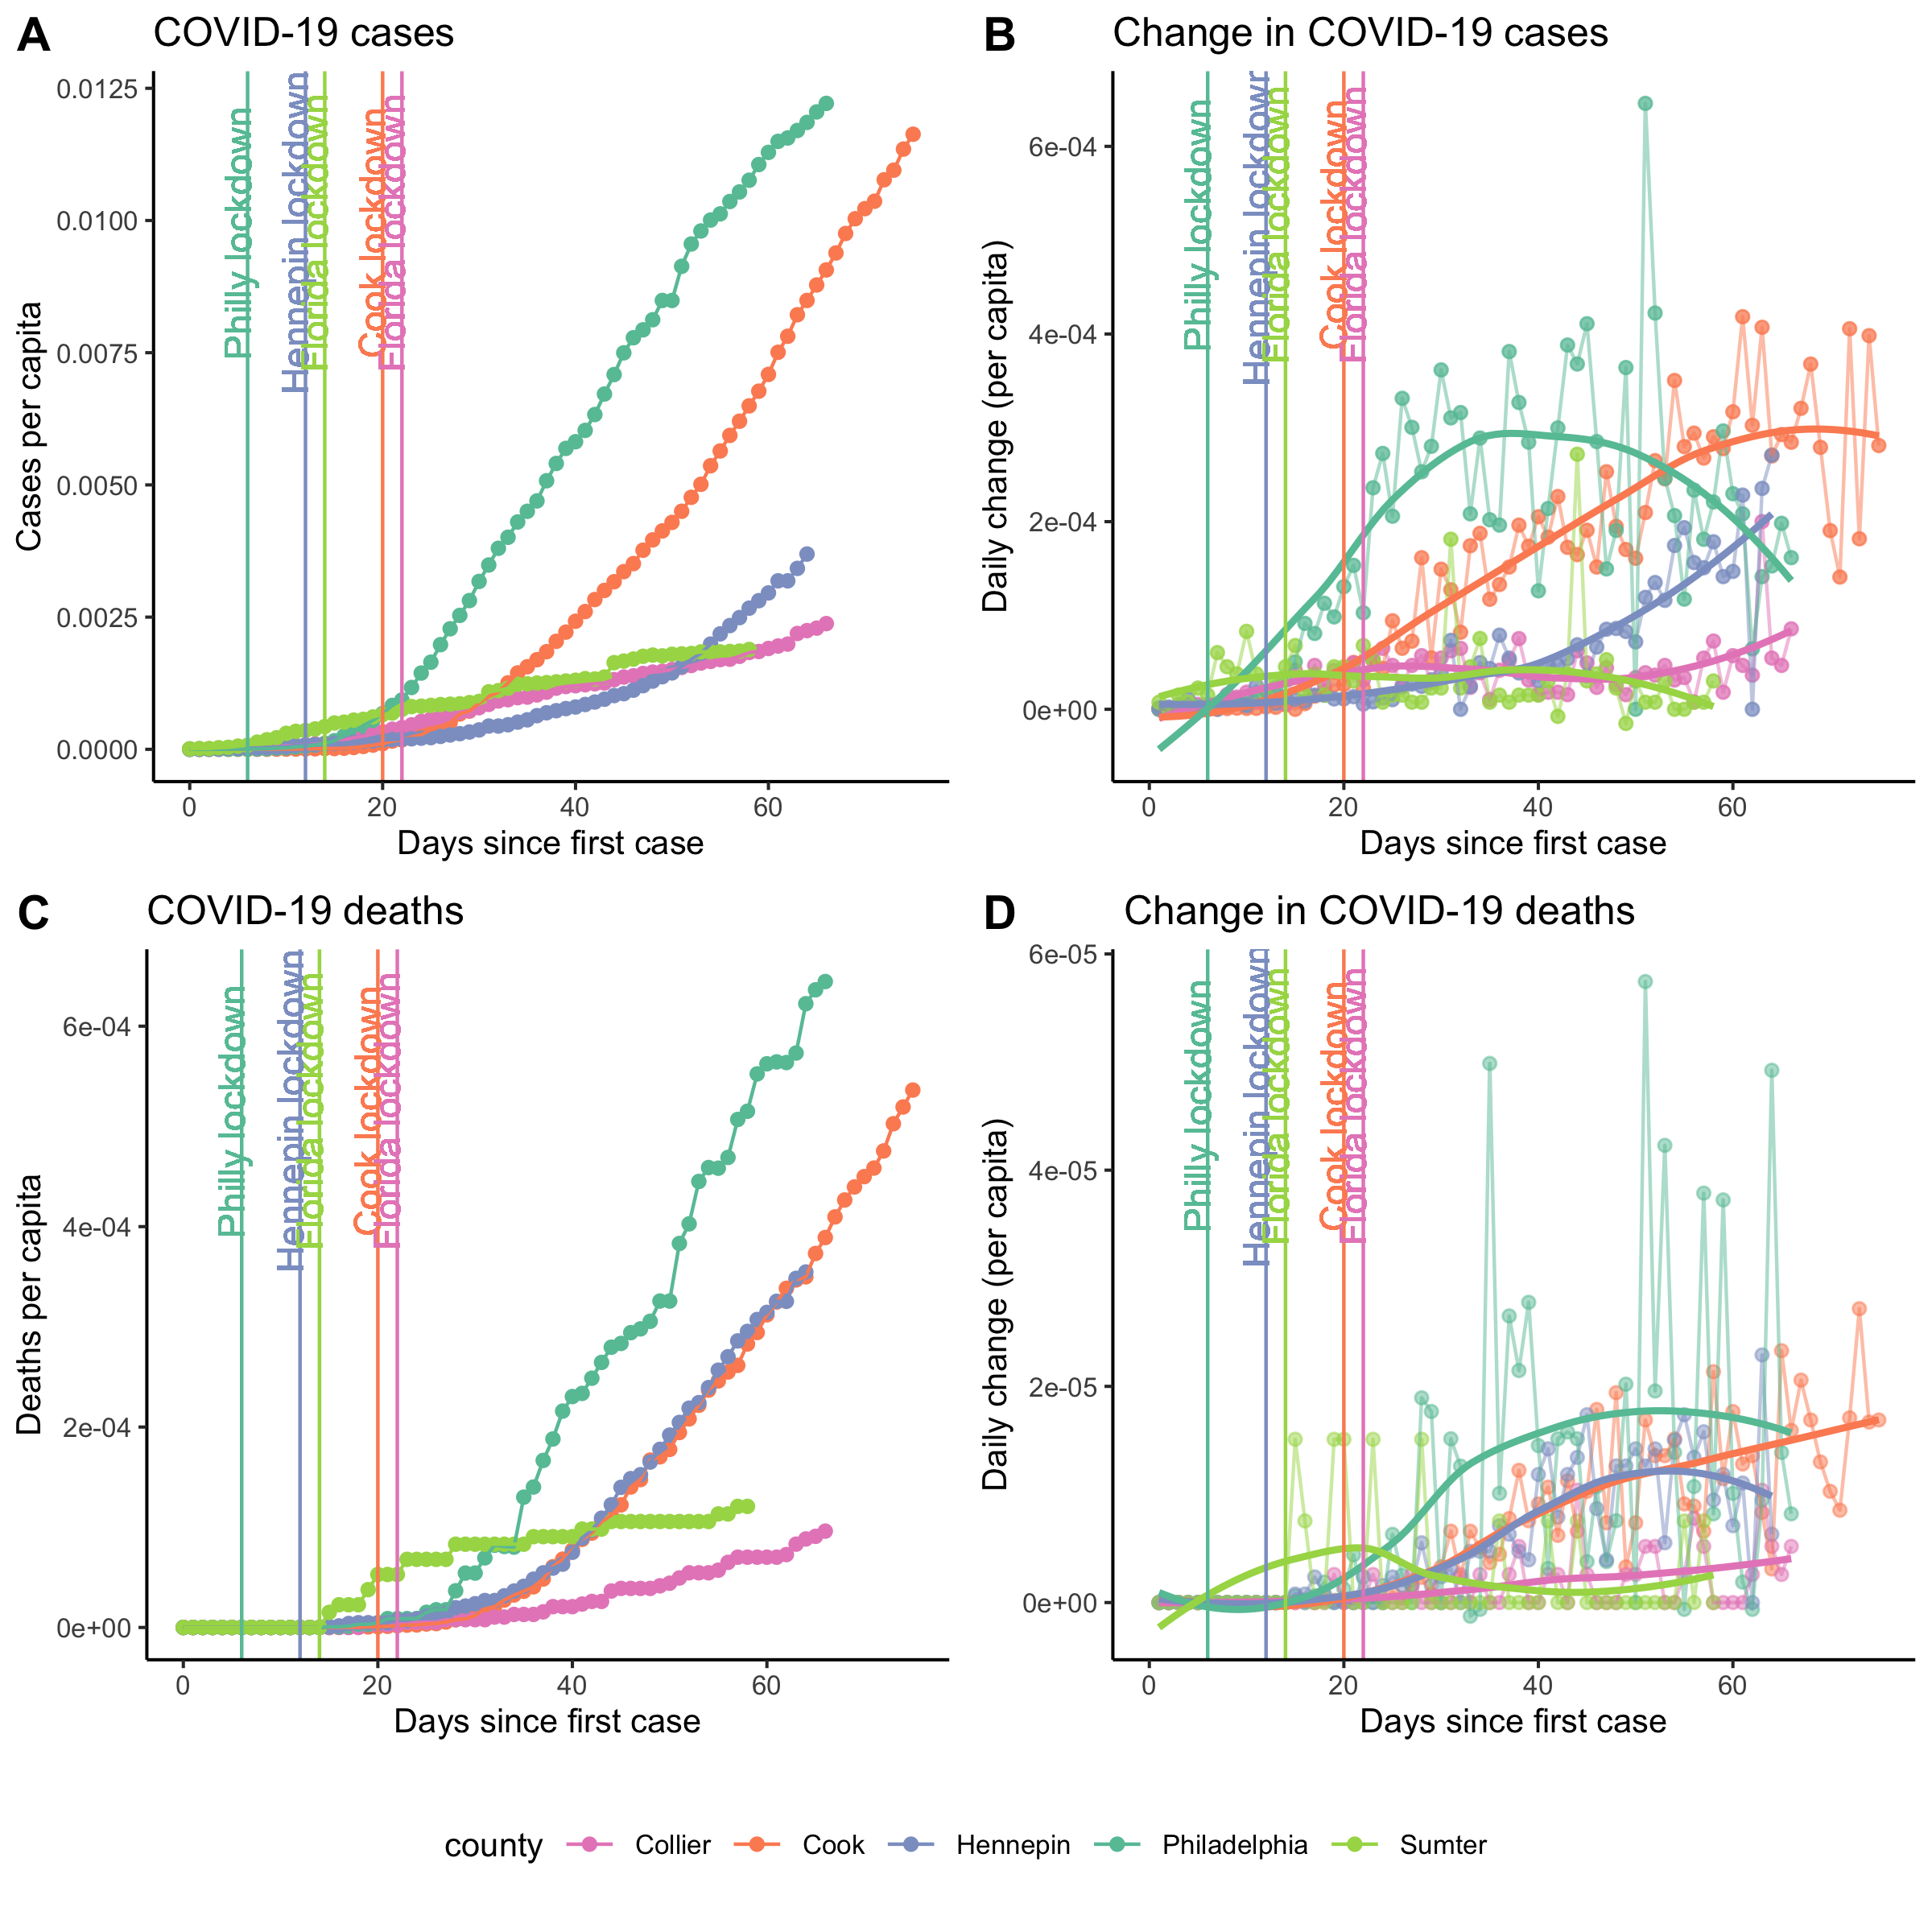 A
COVID-19 cases
Cases per capita
0.0125
0.0100
0.0075
0.0050
0.0025
0.0000
Philly lockdown
Hennepin lockdown
Florida lockdown
Cook lockdown
Florida lockdown
0 20 40 60
Days since first case
B
Change in COVID-19 cases
Daily change (per capita)
6e-04
4e-04
2e-04
0e+00
Philly lockdown
Hennepin lockdown
Florida lockdown
Cook lockdown
Florida lockdown
0 20 40 60
Days since first case
C
COVID-19 deaths
Deaths per capita
6e-04
4e-04
2e-04
0e+00
Philly lockdown
Hennepin lockdown
Florida lockdown
Cook lockdown
Florida lockdown
0 20 40 60
Days since first case
D
Change in COVID-19 deaths
Daily change (per capita)
6e-05
4e-05
2e-05
0e+00
Philly lockdown
Hennepin lockdown
Florida lockdown
Cook lockdown
Florida lockdown
0 20 40 60
Days since first case
county Collier Cook Hennepin Philadelphia Sumter